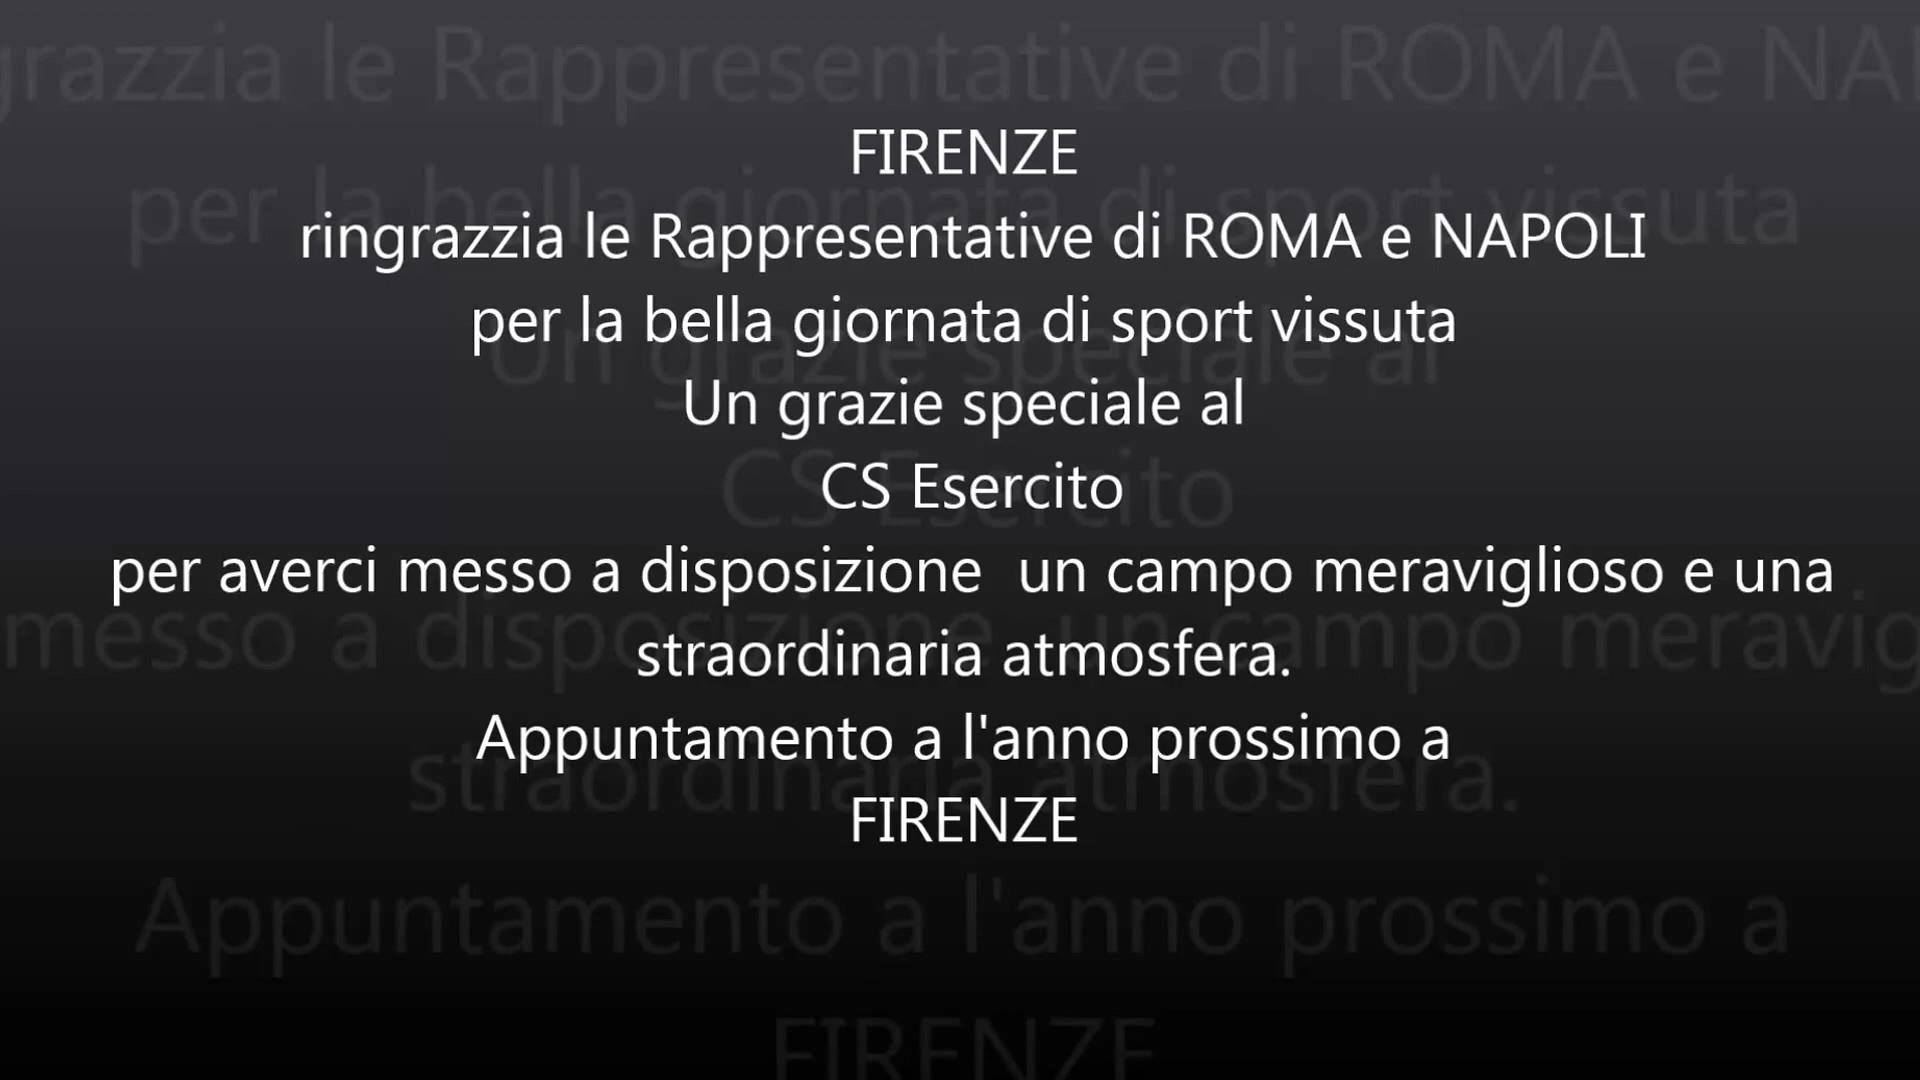 FIRENZE
ringrazzia le Rappresentative di ROMA e NAPOLI
per la bella giornata di sport vissuta
Un grazie speciale al
CS Esercito
per averci messo a disposizione  un campo meraviglioso e una
straordinaria atmosfera.
Appuntamento a l'anno prossimo a
FIRENZE